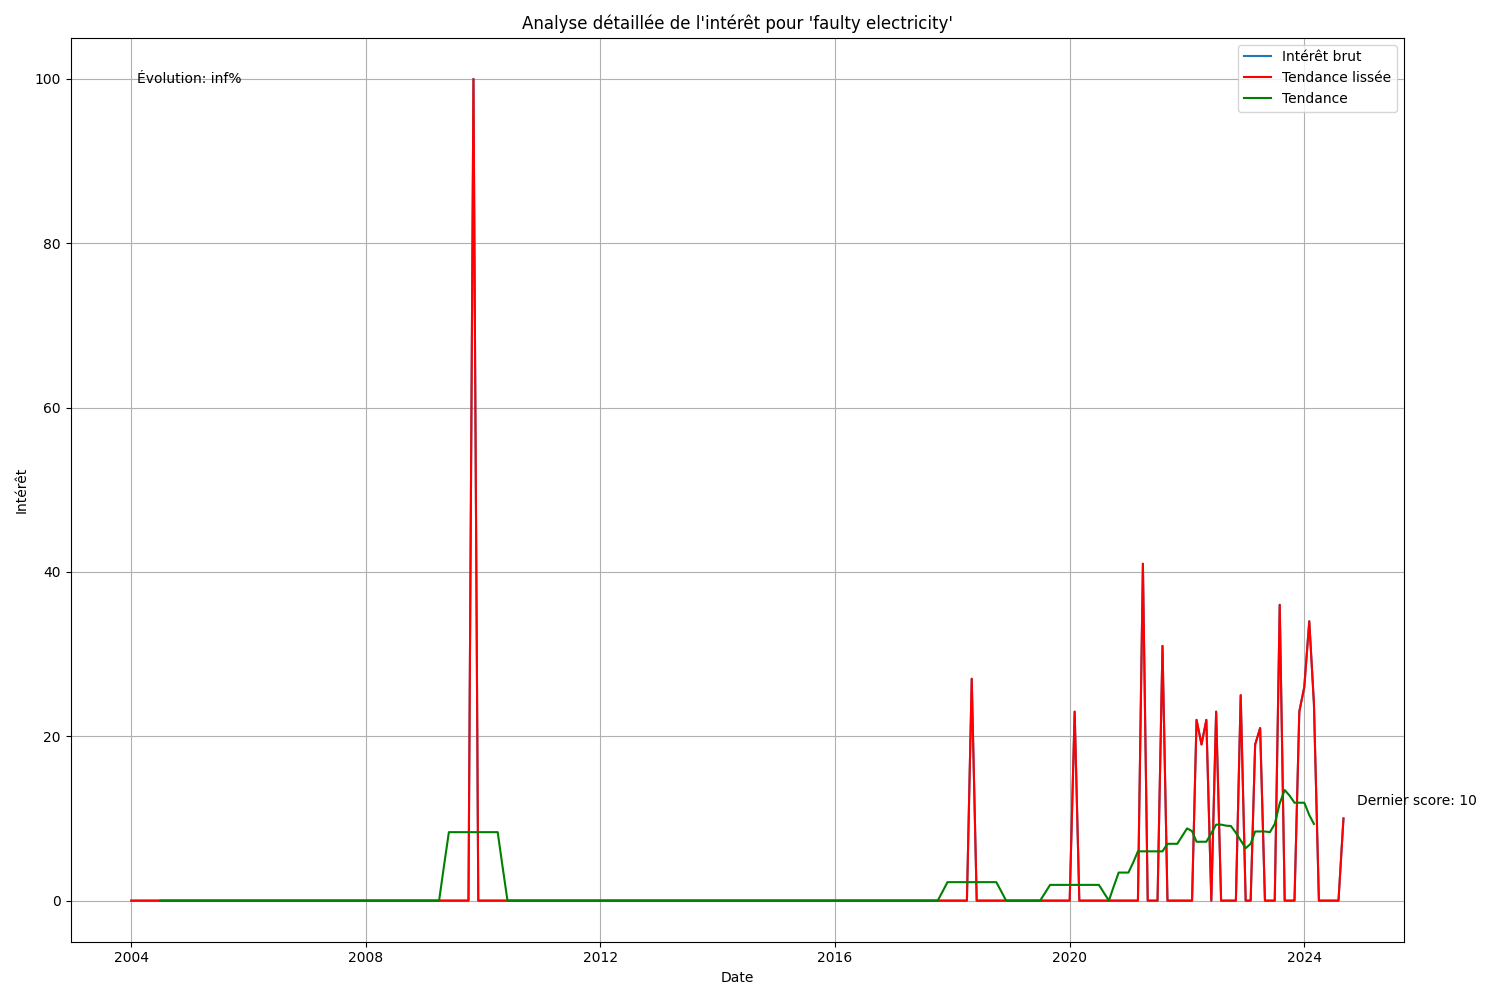 Analyse détaillée de l'intérêt pour 'faulty electricity'
Évolution: inf%
Intérêt brut
Tendance lissée
Tendance
100
80
60
40
20
0
Intérêt
Dernier score: 10
2004
2008
2012
2016
2020
2024
Date